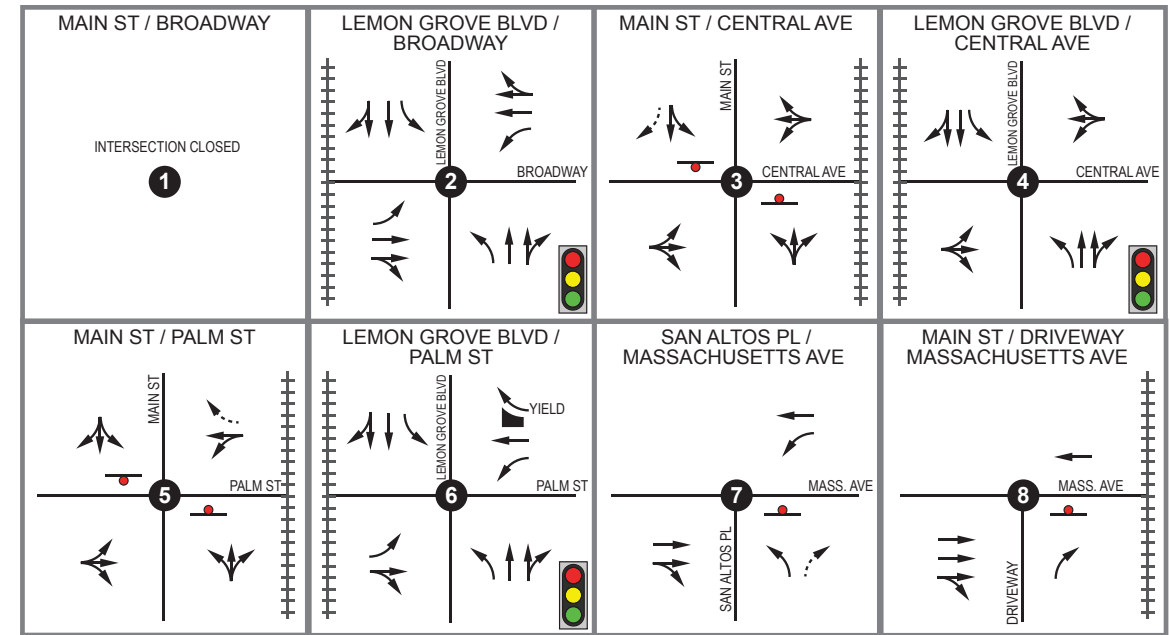 MAIN ST / BROADWAY
INTERSECTION CLOSED
1
LEMON GROVE BLVD /
BROADWAY
LEMON GROVE BLVD
BROADWAY
2
MAIN ST / CENTRAL AVE
MAIN ST
CENTRAL AVE
3
LEMON GROVE BLVD /
CENTRAL AVE
LEMON GROVE BLVD
CENTRAL AVE
4
MAIN ST / PALM ST
MAIN ST
PALM ST
5
LEMON GROVE BLVD /
PALM ST
LEMON GROVE BLVD
YIELD
PALM ST
6
SAN ALTOS PL /
MASSACHUSETTS AVE
MASS. AVE
7
SAN ALTOS PL
MAIN ST / DRIVEWAY
MASSACHUSETTS AVE
MASS. AVE
8
DRIVEWAY